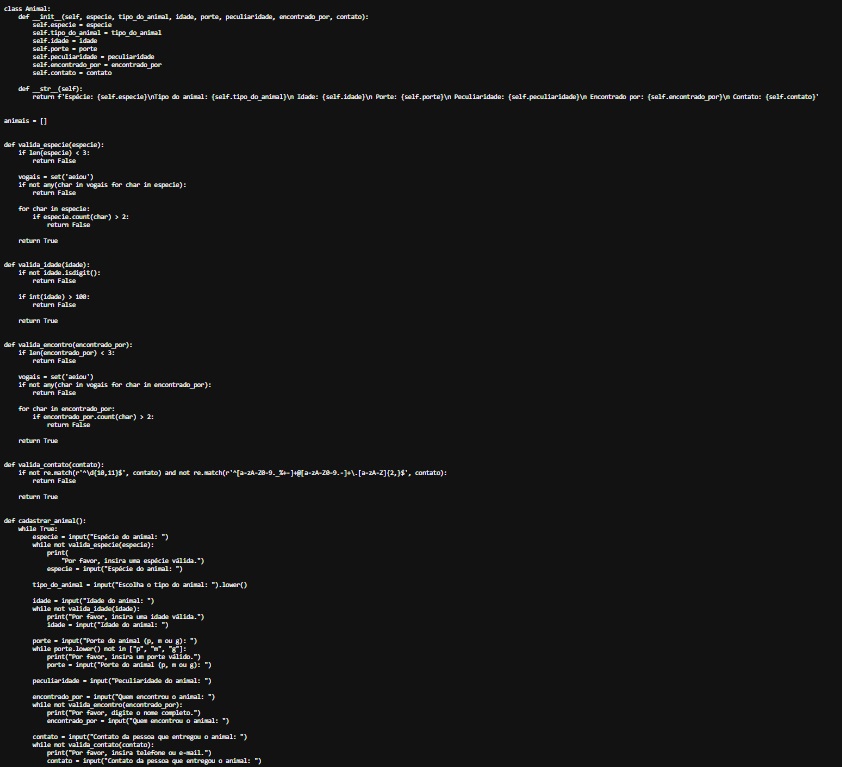 class Animal:
    def __init__(self, especie, tipo_do_animal, idade, porte, peculiaridade, encontrado_por, contato):
        self.especie = especie
        self.tipo_do_animal = tipo_do_animal
        self.idade = idade
        self.porte = porte
        self.peculiaridade = peculiaridade
        self.encontrado_por = encontrado_por
        self.contato = contato

    def __str__(self):
        return f'Espécie: {self.especie}\nTipo do animal: {self.tipo_do_animal}\n Idade: {self.idade}\n Porte: {self.porte}\n Peculiaridade: {self.peculiaridade}\n Encontrado por: {self.encontrado_por}\n Contato: {self.contato}'


animais = []


def valida_especie(especie):
    if len(especie) < 3:
        return False

    vogais = set('aeiou')
    if not any(char in vogais for char in especie):
        return False

    for char in especie:
        if especie.count(char) > 2:
            return False

    return True


def valida_idade(idade):
    if not idade.isdigit():
        return False

    if int(idade) > 100:
        return False

    return True


def valida_encontro(encontrado_por):
    if len(encontrado_por) < 3:
        return False

    vogais = set('aeiou')
    if not any(char in vogais for char in encontrado_por):
        return False

    for char in encontrado_por:
        if encontrado_por.count(char) > 2:
            return False

    return True


def valida_contato(contato):
    if not re.match(r'^\d{10,11}$', contato) and not re.match(r'^[a-zA-Z0-9._%+-]+@[a-zA-Z0-9.-]+\.[a-zA-Z]{2,}$', contato):
        return False

    return True


def cadastrar_animal():
    while True:
        especie = input("Espécie do animal: ")
        while not valida_especie(especie):
            print(
                "Por favor, insira uma espécie válida.")
            especie = input("Espécie do animal: ")

        tipo_do_animal = input("Escolha o tipo do animal: ").lower()

        idade = input("Idade do animal: ")
        while not valida_idade(idade):
            print("Por favor, insira uma idade válida.")
            idade = input("Idade do animal: ")

        porte = input("Porte do animal (p, m ou g): ")
        while porte.lower() not in ["p", "m", "g"]:
            print("Por favor, insira um porte válido.")
            porte = input("Porte do animal (p, m ou g): ")

        peculiaridade = input("Peculiaridade do animal: ")

        encontrado_por = input("Quem encontrou o animal: ")
        while not valida_encontro(encontrado_por):
            print("Por favor, digite o nome completo.")
            encontrado_por = input("Quem encontrou o animal: ")

        contato = input("Contato da pessoa que entregou o animal: ")
        while not valida_contato(contato):
            print("Por favor, insira telefone ou e-mail.")
            contato = input("Contato da pessoa que entregou o animal: ")